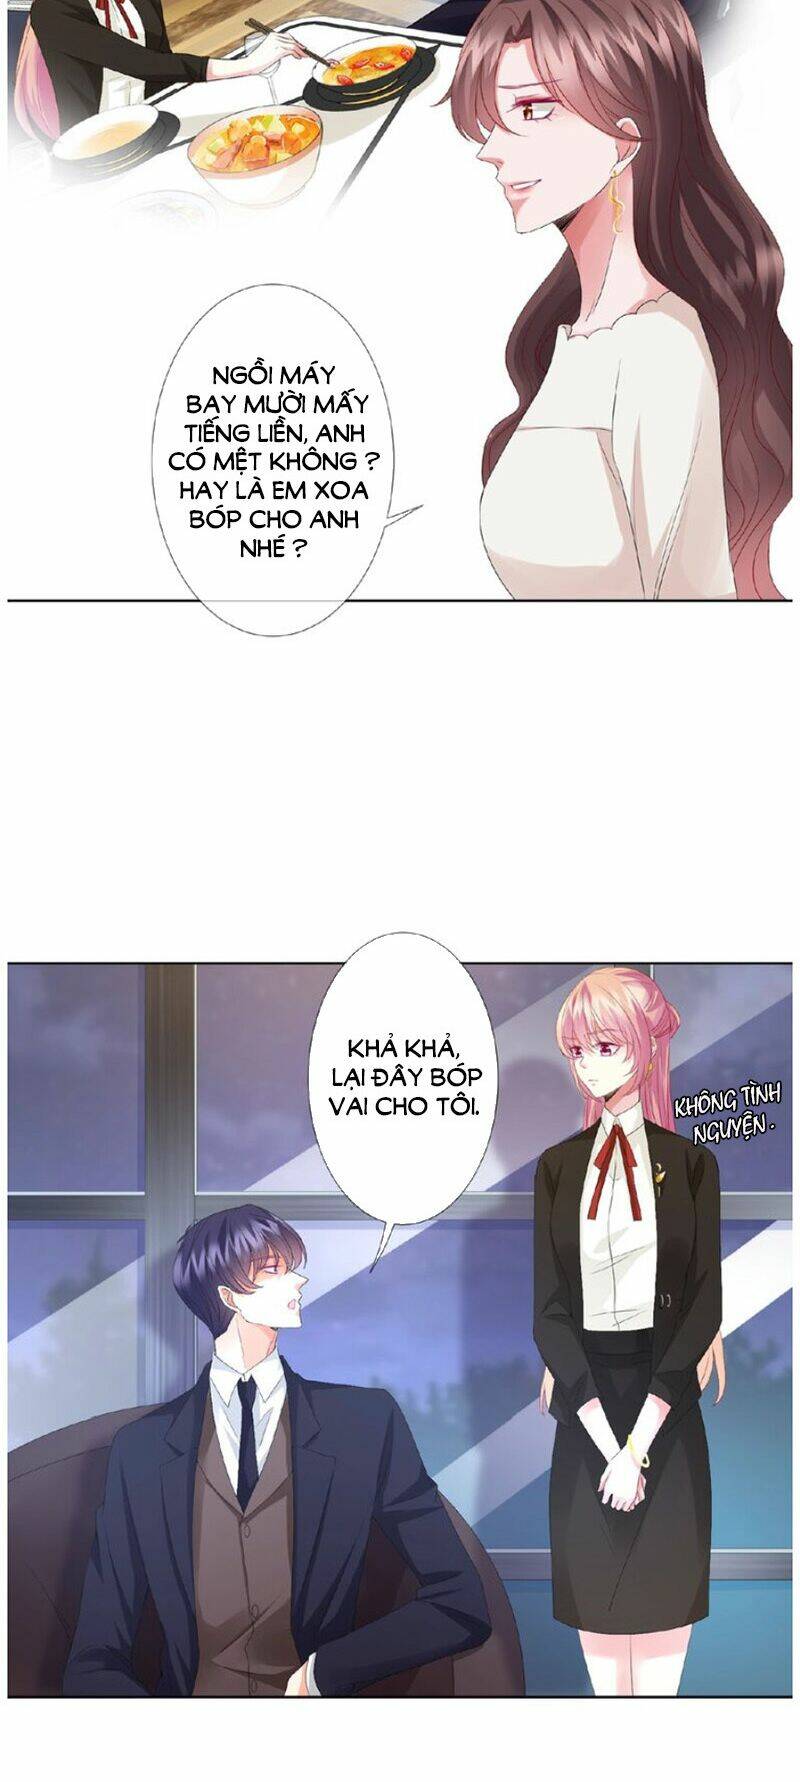 NGỒI MÁY
BAY MƯỜI MẤY
TIẾNG LIỀN, ANH
CÓ MỆT KHÔNG ?
HAY LÀ EM XOA
BÓP CHO ANH
NHÉ ?
KHẢ KHẢ,
LẠI ĐÂY BÓP
VAI CHO TÔI.
KHÔNG TÌNH
NGUYỆN .